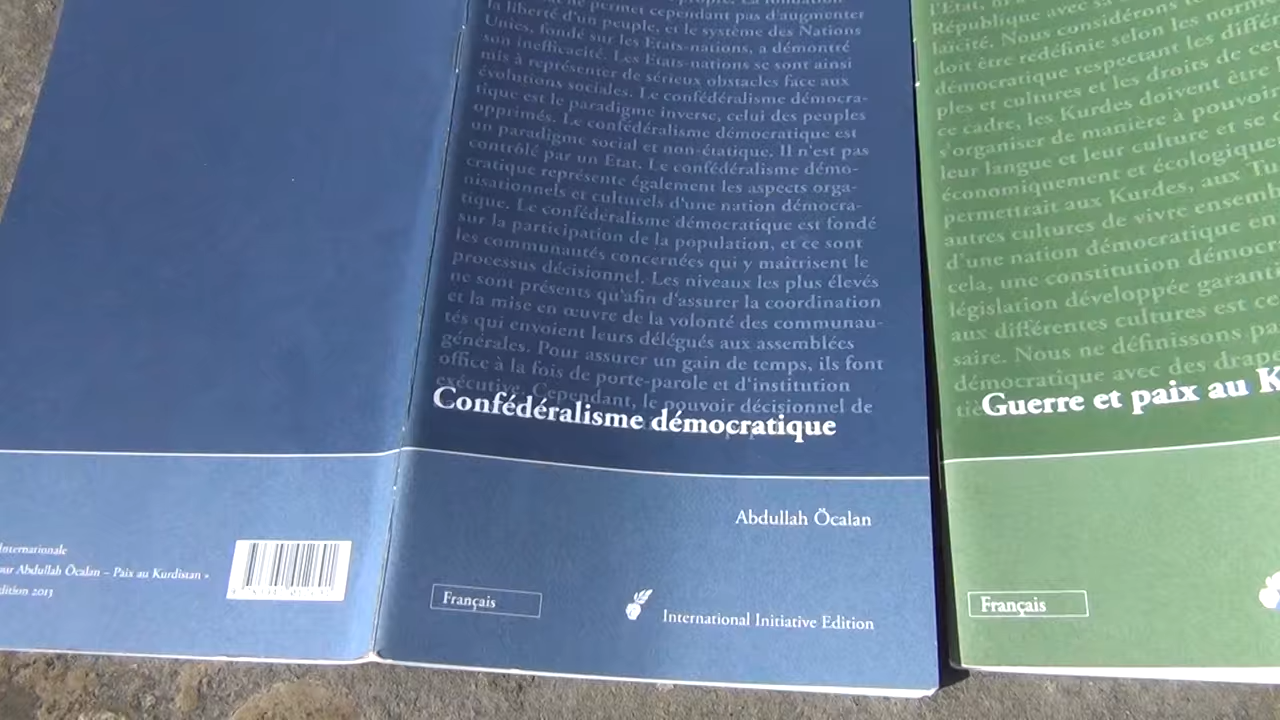 la liberté d'un peuple, et le système des Nations
Unies, fondé sur les Etats-nations, a démontré
son inefficacité. Les Etats-nations se sont ainsi
mis à représenter de sérieux obstacles face aux
évolutions sociales. Le confédéralisme démocra-
tique est le paradigme inverse, celui des peuples
opprimés. Le confédéralisme démocratique est
un paradigme social et non-étatique. Il n'est pas
contrôlé par un Etat. Le confédéralisme démo-
cratique représente également les aspects orga-
nisationnels et culturels d'une nation démocra-
tique. Le confédéralisme démocratique est fondé
sur la participation de la population, et ce sont
les communautés concernées qui y maîtrisent le
processus décisionnel. Les niveaux les plus élevés
ne sont présents qu'afin d'assurer la coordination
et la mise en œuvre de la volonté des communau-
tés qui envoient leurs délégués aux assemblées
générales. Pour assurer un gain de temps, ils font
office à la fois de porte-parole et d'institution
exécutive. Cependant, le pouvoir décisionnel de
Confédéralisme démocratique
Abdullah Öcalan
Français
International Initiative Edition
Internationale
Abdullah Öcalan – Paix au Kurdistan »
2013
République avec sa
laïcité. Nous considérons
doit être redéfinie selon les
démocratique respectant les
ples et cultures et les droits de
ce cadre, les Kurdes doivent être
s'organiser de manière à pouvoir
leur langue et leur culture et se
économiquement et écologique
permettrait aux Kurdes, aux
autres cultures de vivre
d'une nation démocratique en
cela, une constitution
législation développée
aux différentes cultures est
saire. Nous ne définissons
démocratique avec des
Guerre et paix au K
Français